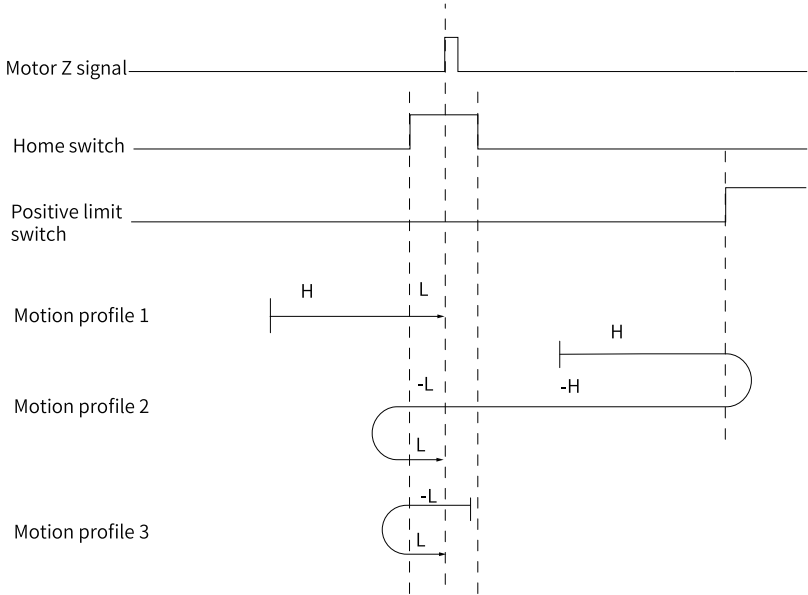 Motor Z signal
Home switch
Positive limit
switch
H
L
Motion profile 1
H
-L
-H
Motion profile 2
L
-L
Motion profile 3
L